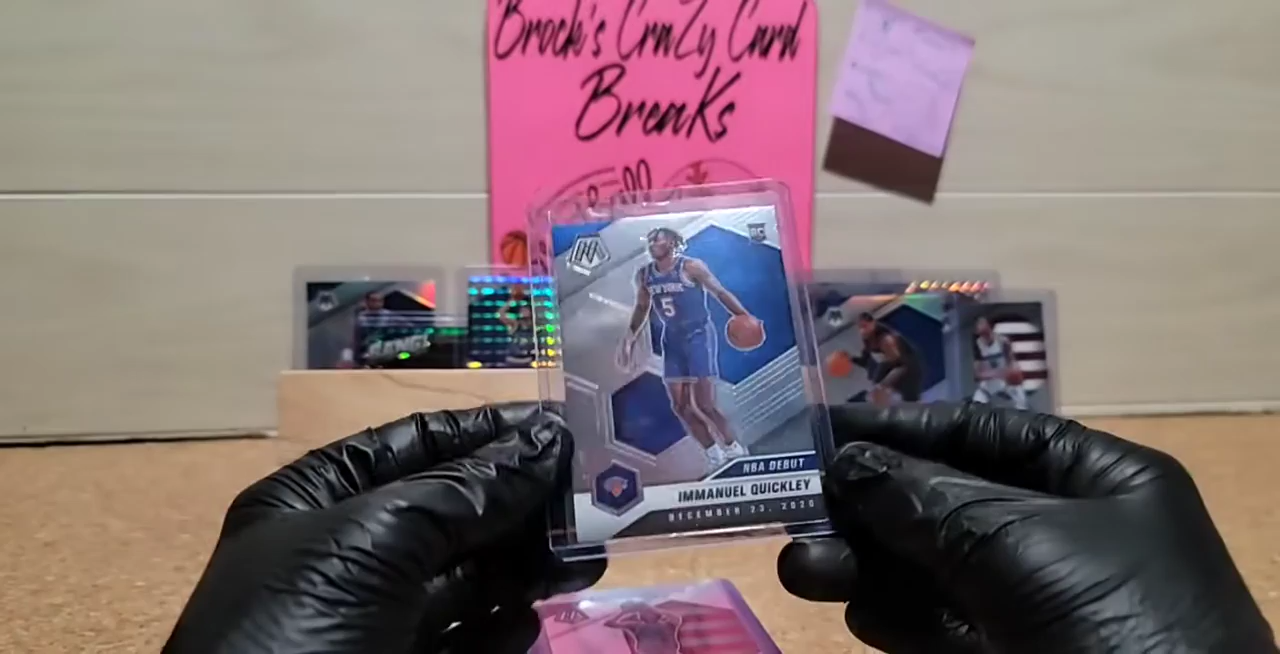 Brock's CraZy Card
BreaKs
RC
NEW YORK
5
NBA DEBUT
IMMANUEL QUICKLEY
DECEMBER 23, 2020